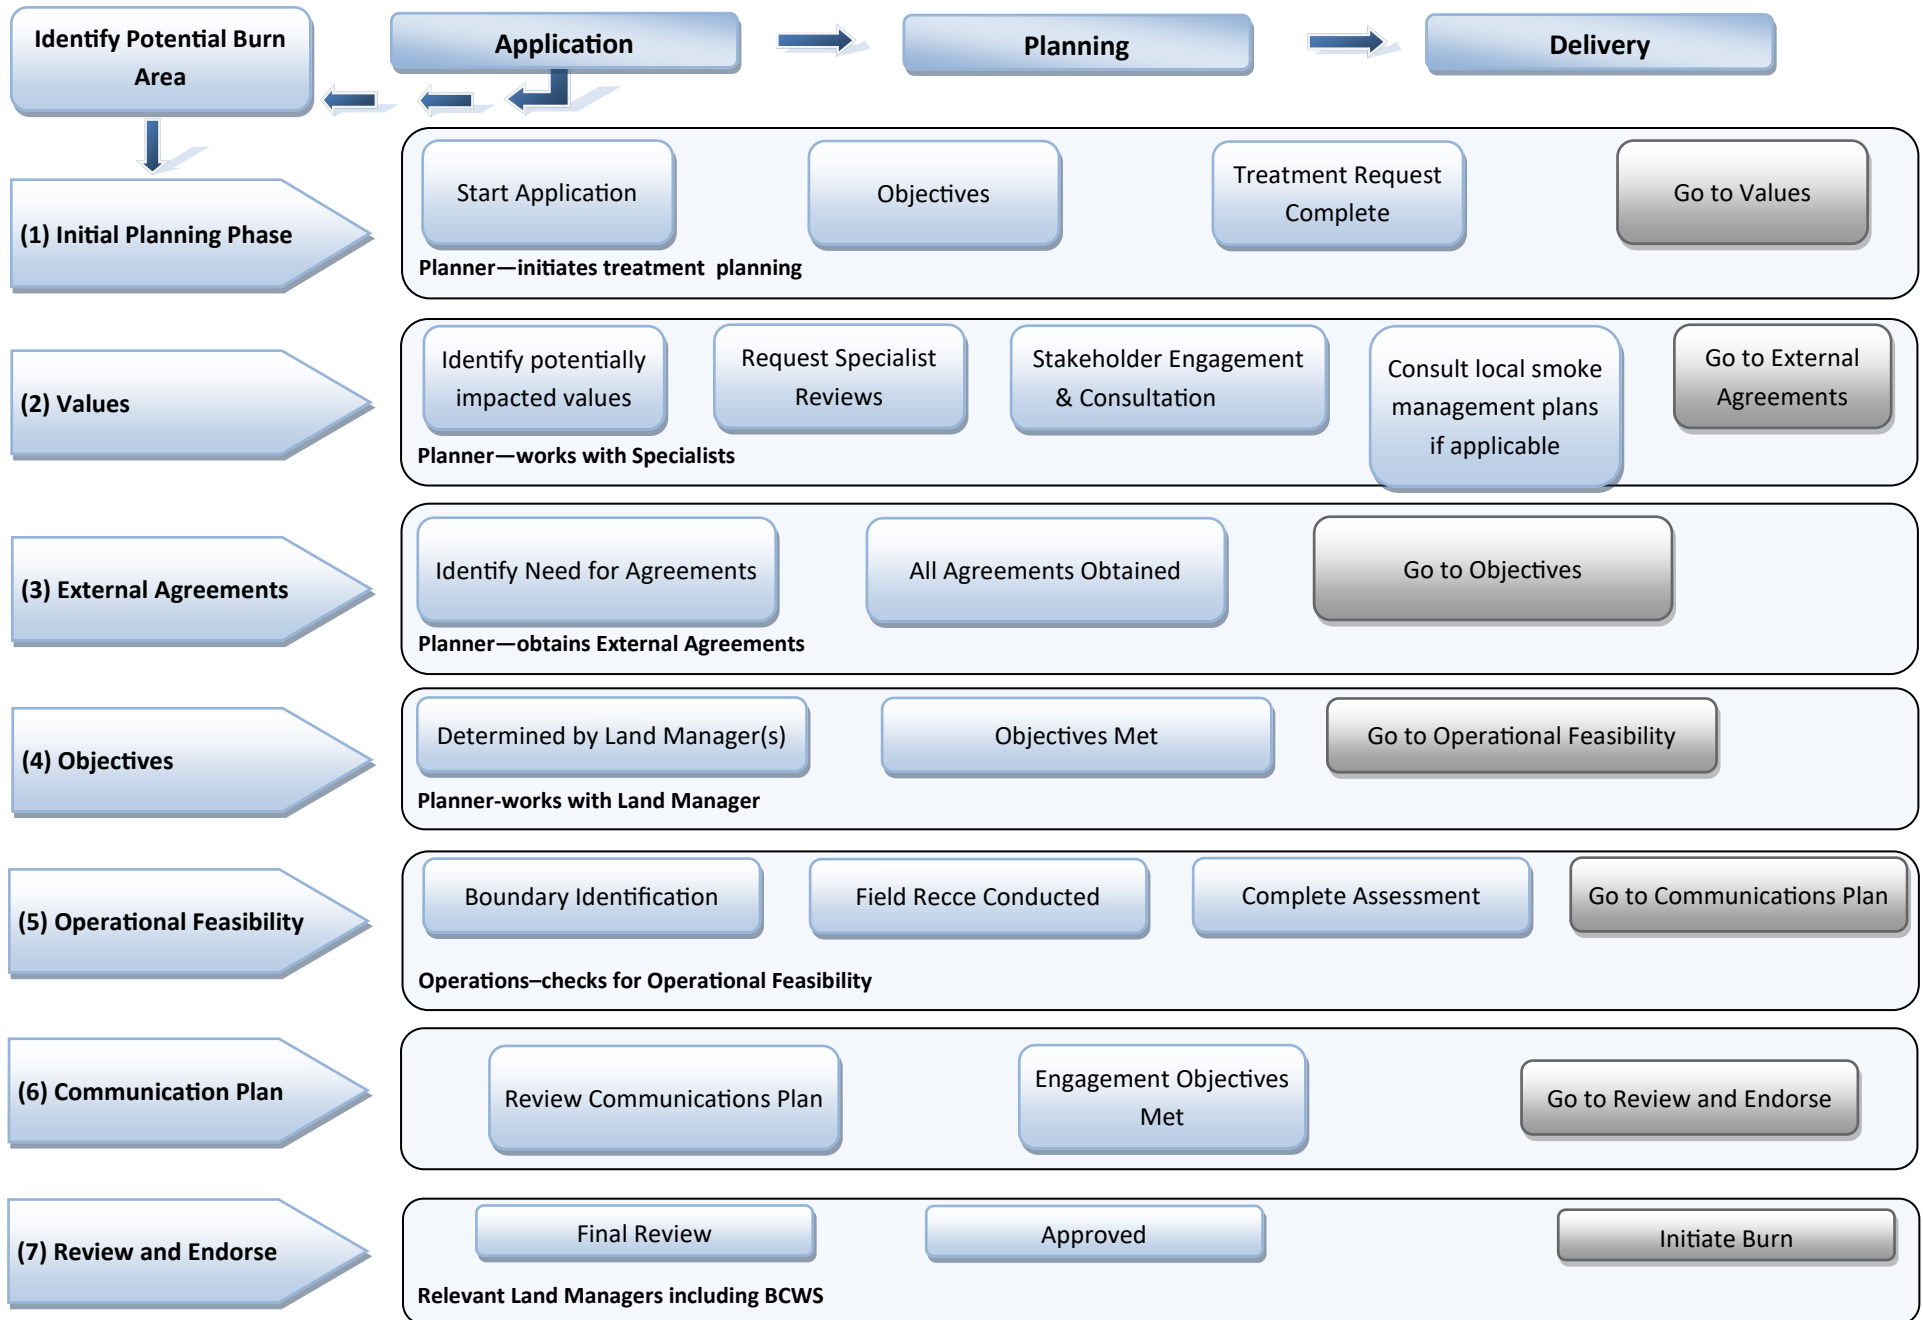 Identify Potential Burn
Area
Application
Planning
Delivery
(1) Initial Planning Phase
Start Application
Objectives
Treatment Request
Complete
Go to Values
Planner—initiates treatment  planning
(2) Values
Identify potentially
impacted values
Request Specialist
Reviews
Stakeholder Engagement
& Consultation
Consult local smoke
management plans
if applicable
Go to External
Agreements
Planner—works with Specialists
(3) External Agreements
Identify Need for Agreements
All Agreements Obtained
Go to Objectives
Planner—obtains External Agreements
(4) Objectives
Determined by Land Manager(s)
Objectives Met
Go to Operational Feasibility
Planner-works with Land Manager
(5) Operational Feasibility
Boundary Identification
Field Recce Conducted
Complete Assessment
Go to Communications Plan
Operations–checks for Operational Feasibility
(6) Communication Plan
Review Communications Plan
Engagement Objectives
Met
Go to Review and Endorse
(7) Review and Endorse
Final Review
Approved
Initiate Burn
Relevant Land Managers including BCWS